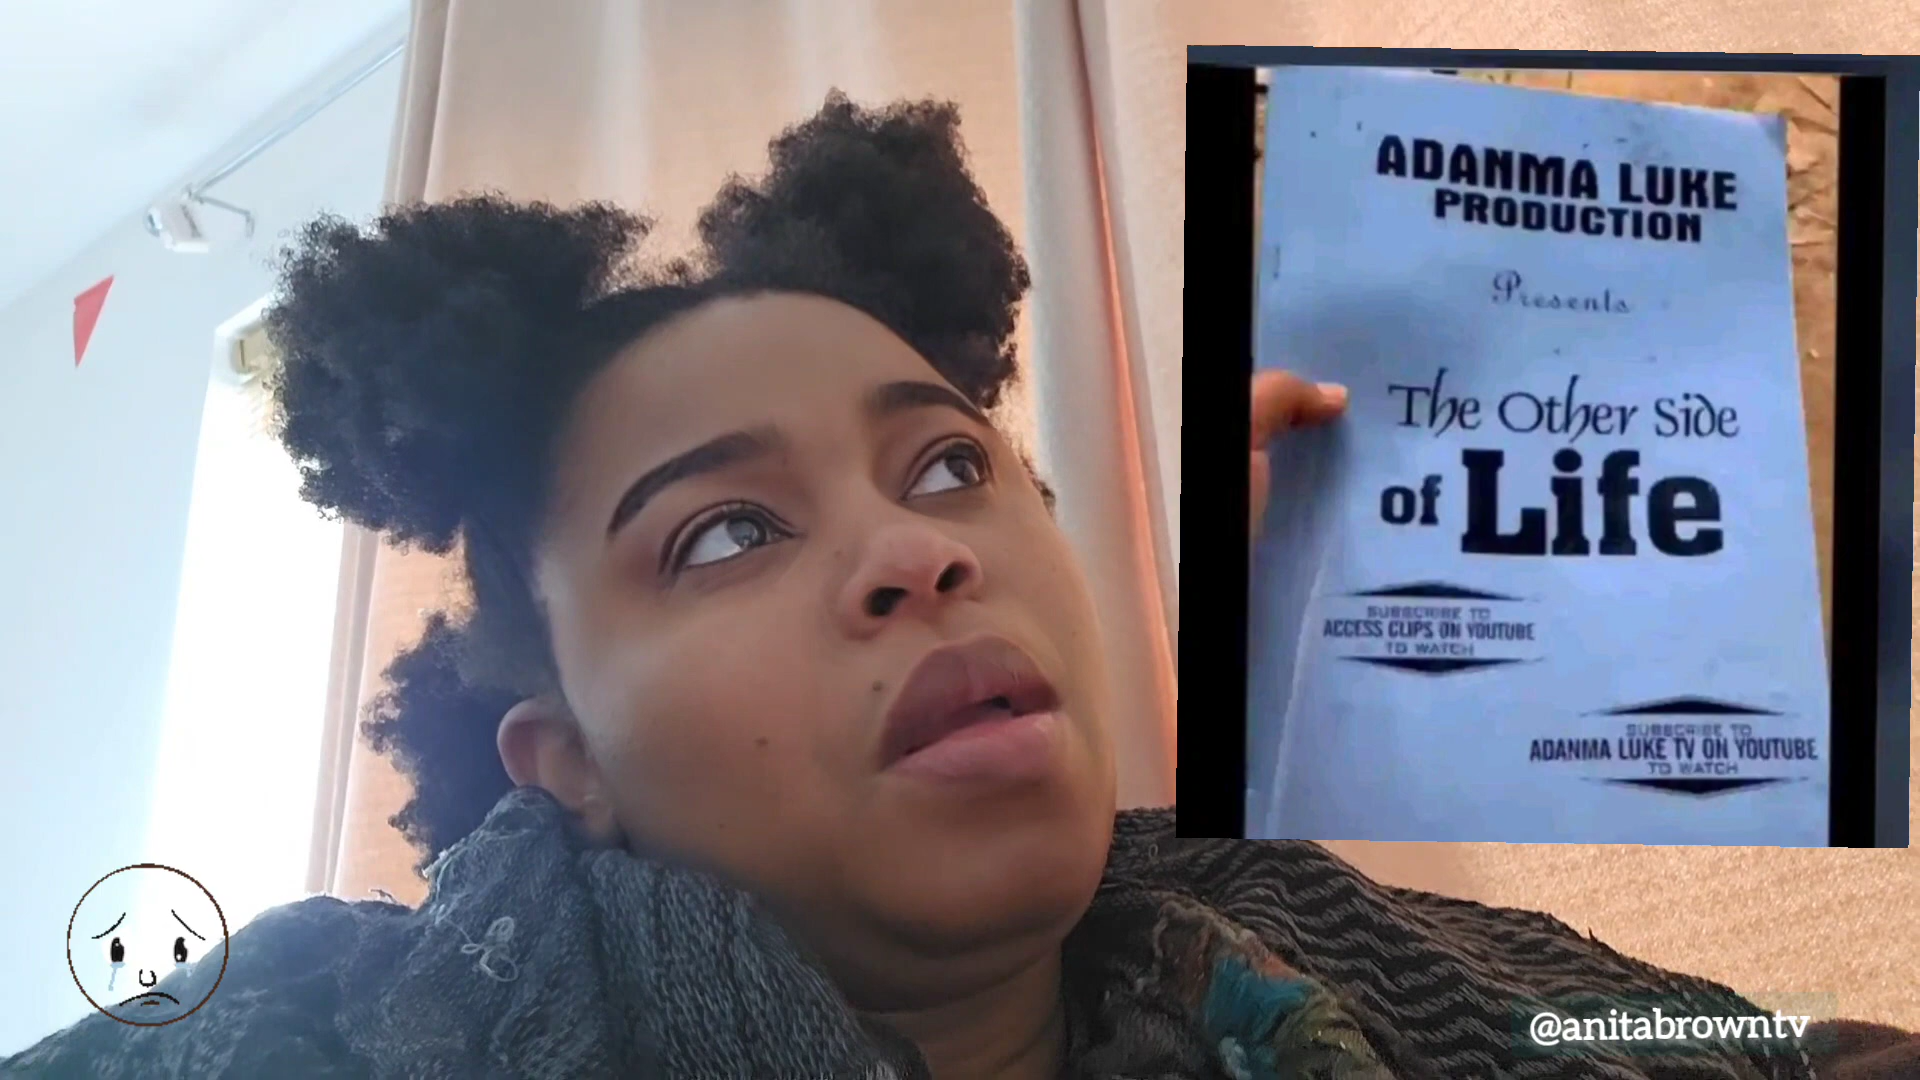 ADANMA LUKE
PRODUCTION
Presents
The Other Side
of Life
SUBSCRIBE TO
ACCESS CLIPS ON YOUTUBE
TO WATCH
SUBSCRIBE TO
ADANMA LUKE TV ON YOUTUBE
TO WATCH
@anitabrowntv